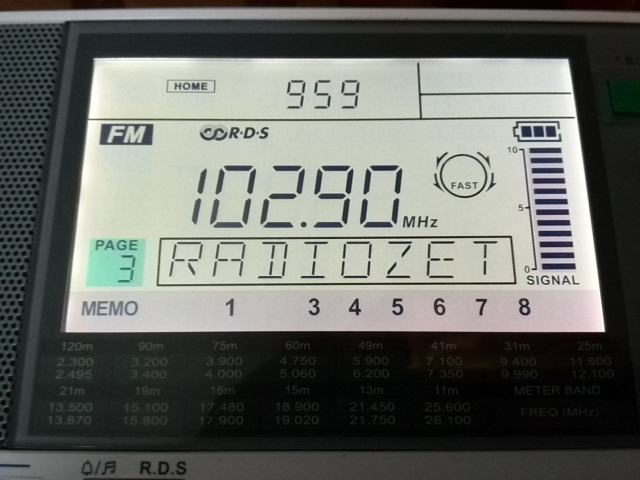 HOME 959
FM R·D·S
102.90 MHz
FAST
10
5
0
SIGNAL
PAGE
3
RADIOZET
MEMO 1 3 4 5 6 7 8
120m 90m 75m 60m 49m 41m 31m 25m
2.300 3.200 3.900 4.750 5.900 7.100 9.400 11.600
2.495 3.400 4.000 5.060 6.200 7.350 9.990 12.100
21m 19m 16m 15m 13m 11m METER BAND
13.500 15.100 17.480 18.900 21.450 25.600 FREQ (MHz)
13.870 15.800 17.900 19.020 21.750 26.100
R.D.S